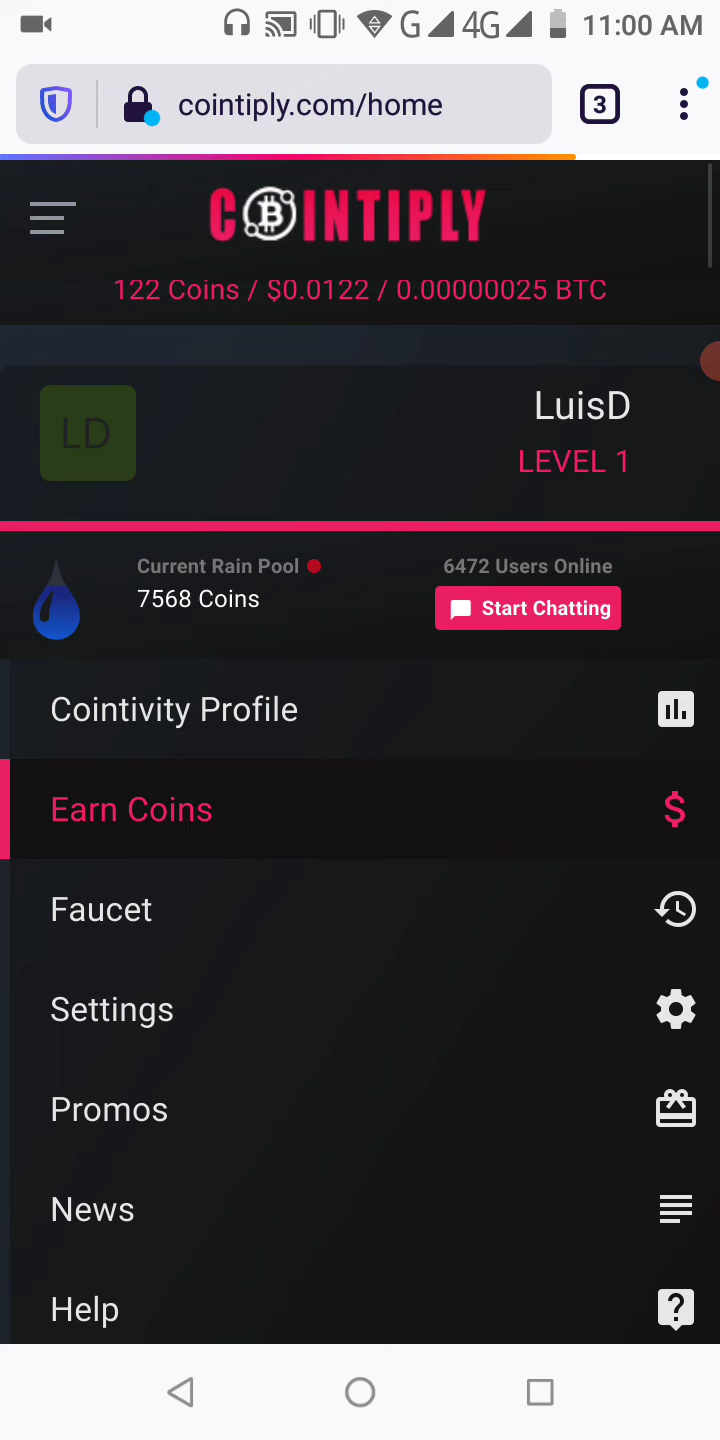 G 4G 11:00 AM
cointiply.com/home 3
COINTIPLY
122 Coins / $0.0122 / 0.00000025 BTC
LD
LuisD
LEVEL 1
Current Rain Pool
7568 Coins
6472 Users Online
Start Chatting
Cointivity Profile
Earn Coins
Faucet
Settings
Promos
News
Help